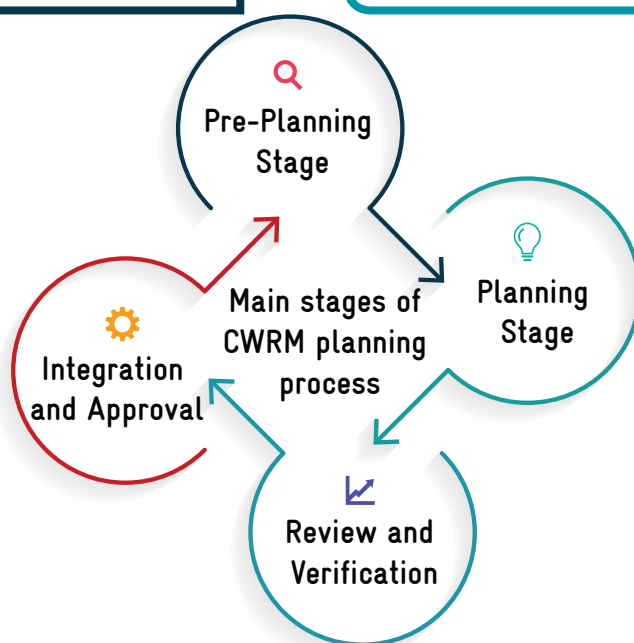 Pre-Planning
Stage
Planning
Stage
Main stages of
CWRM planning
process
Integration
and Approval
Review and
Verification